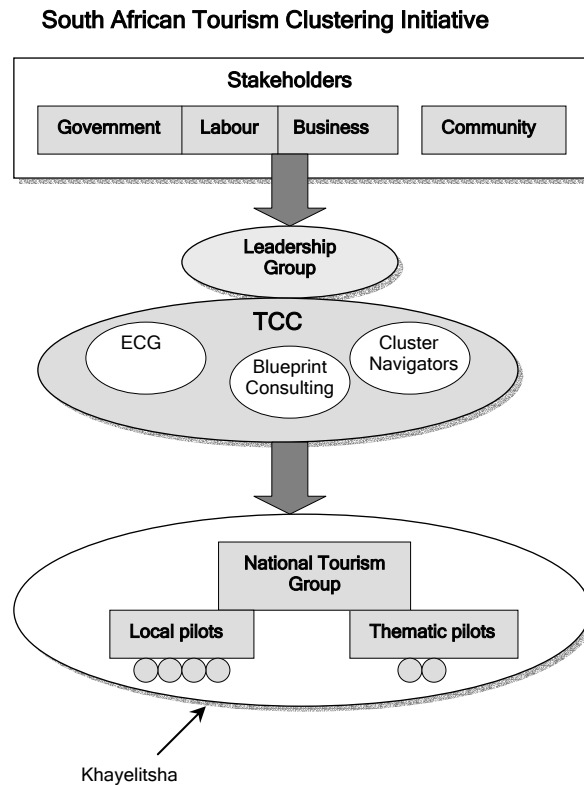 South African Tourism Clustering Initiative
Stakeholders
Government Labour Business Community
Leadership
Group
TCC
ECG
Blueprint
Consulting
Cluster
Navigators
National Tourism
Group
Local pilots Thematic pilots
Khayelitsha